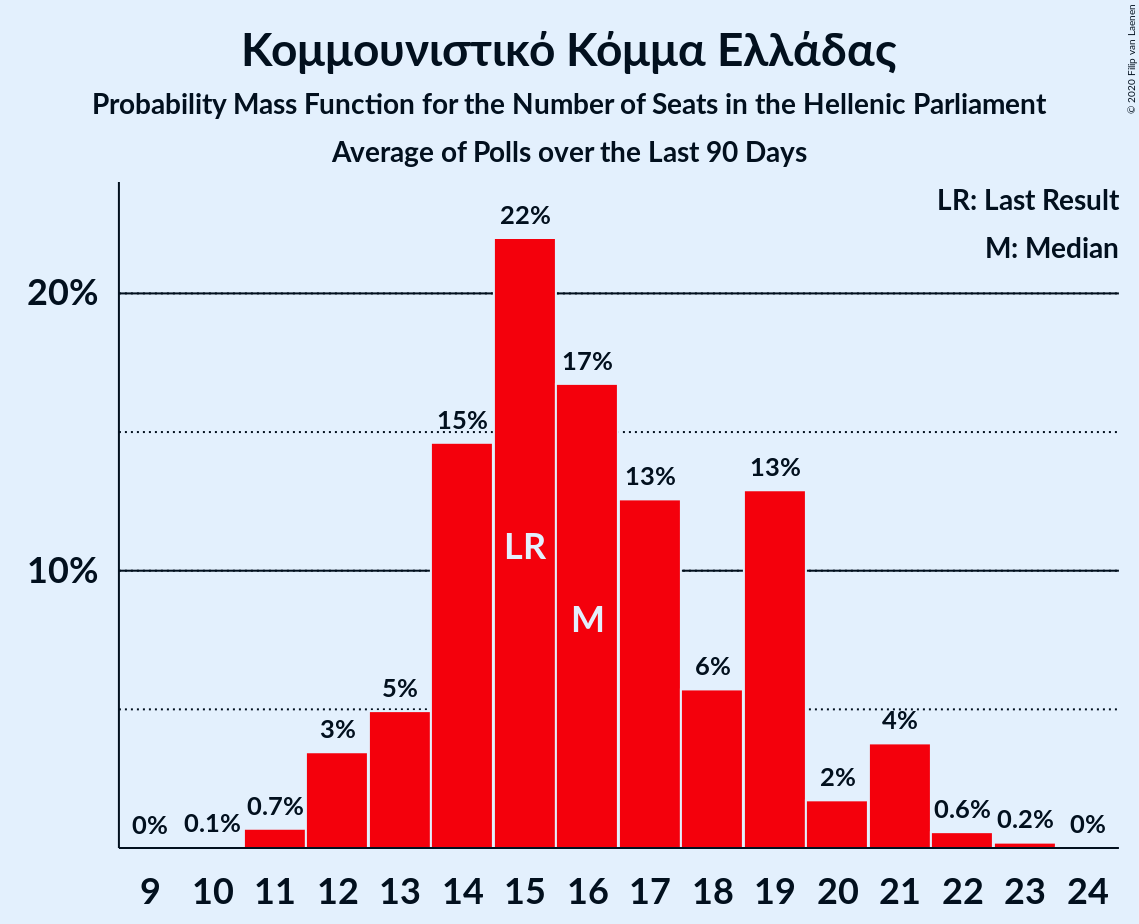 Κομμουνιστικό Κόμμα Ελλάδας
Probability Mass Function for the Number of Seats in the Hellenic Parliament
Average of Polls over the Last 90 Days
© 2020 Filip van Laenen
LR: Last Result
M: Median
20%
10%
0%
0.1%
0.7%
3%
5%
15%
22%
17%
13%
6%
13%
2%
4%
0.6%
0.2%
0%
LR
M
9 10 11 12 13 14 15 16 17 18 19 20 21 22 23 24